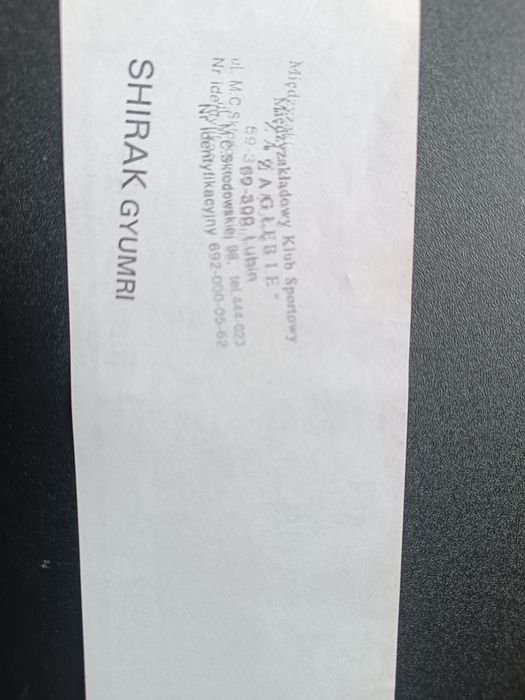 Międzyzakładowy Klub Sportowy
"ZAGŁĘBIE"
59-300 Lubin
ul. M.C.Skłodowskiej 98. tel. 444-023
Nr identyfikacyjny 692-000-05-62
SHIRAK GYUMRI